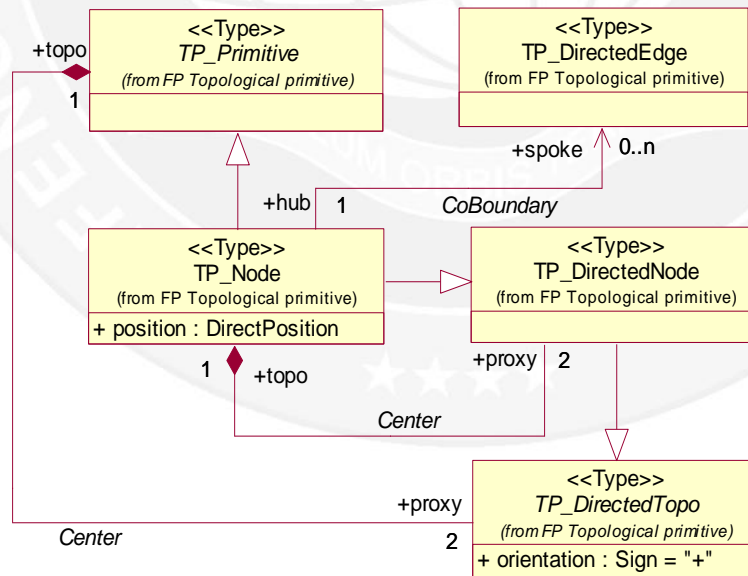 <<Type>>
TP_Primitive
(from FP Topological primitive)
+topo
1
<<Type>>
TP_DirectedEdge
(from FP Topological primitive)
+spoke
0..n
+hub
1
CoBoundary
<<Type>>
TP_Node
(from FP Topological primitive)
+ position : DirectPosition
<<Type>>
TP_DirectedNode
(from FP Topological primitive)
1
+topo
+proxy
2
Center
<<Type>>
TP_DirectedTopo
(from FP Topological primitive)
+ orientation : Sign = "+"
+proxy
2
Center